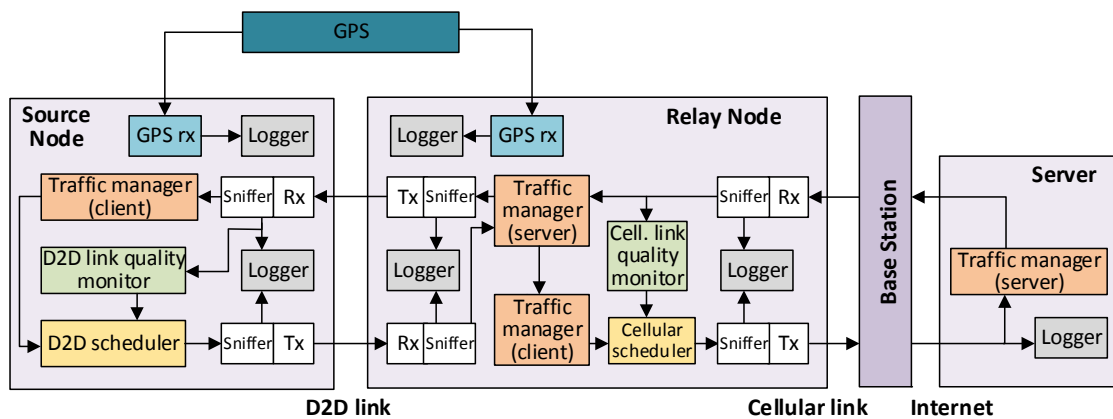 GPS
Source
Node
GPS rx
Logger
Traffic manager
(client)
Sniffer
Rx
D2D link quality
monitor
Logger
D2D scheduler
Sniffer
Tx
Relay Node
Logger
GPS rx
Tx
Sniffer
Traffic
manager
(server)
Sniffer
Rx
Cell. link
quality
monitor
Logger
Logger
Rx
Sniffer
Traffic
manager
(client)
Cellular
scheduler
Sniffer
Tx
Base Station
Server
Traffic manager
(server)
Logger
D2D link
Cellular link
Internet